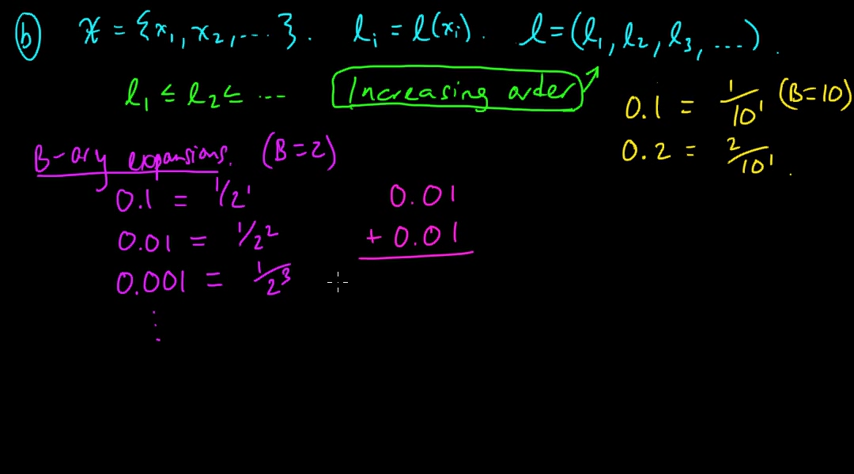 (b) 𝒳 = {x₁, x₂, ...}. lᵢ = l(xᵢ). l = (l₁, l₂, l₃, ...).
l₁ ≤ l₂ ≤ ... Increasing order
0.1 = 1/10¹ (B=10)
0.2 = 2/10¹.
B-ary expansions. (B=2)
0.1 = 1/2¹
0.01 = 1/2²
0.001 = 1/2³
⋮
0.01
+ 0.01